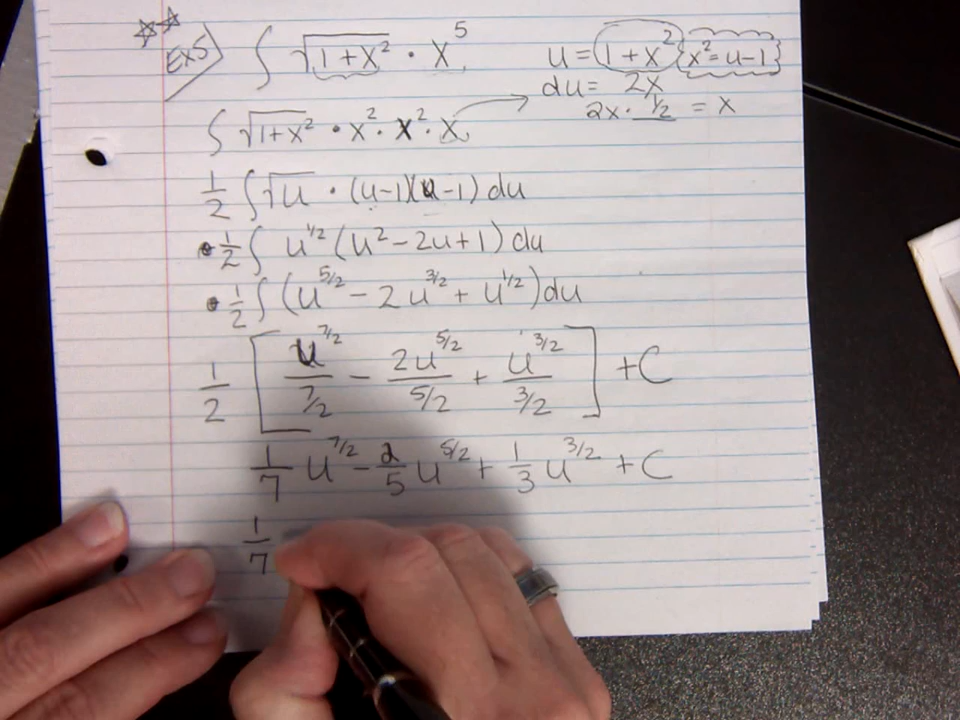 Ex5) ∫ √(1+x²) · x⁵
u = 1+x² {x² = u-1}
du = 2x
2x · 1/2 = x
∫ √(1+x²) · x² · x² · x
1/2 ∫ √u · (u-1)(u-1) du
1/2 ∫ u^(1/2) (u² - 2u + 1) du
1/2 ∫ (u^(5/2) - 2u^(3/2) + u^(1/2)) du
1/2 [ u^(7/2) / (7/2) - 2u^(5/2) / (5/2) + u^(3/2) / (3/2) ] + C
1/7 u^(7/2) - 2/5 u^(5/2) + 1/3 u^(3/2) + C
1/7